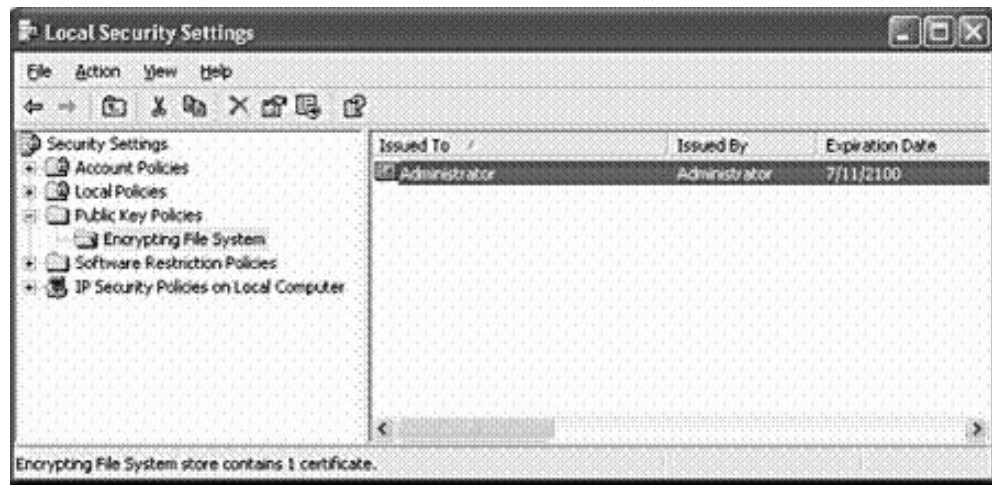 Local Security Settings
File Action View Help
Security Settings
Account Policies
Local Policies
Public Key Policies
Encrypting File System
Software Restriction Policies
IP Security Policies on Local Computer
Issued To Issued By Expiration Date
Administrator Administrator 7/11/2100
Encrypting File System store contains 1 certificate.